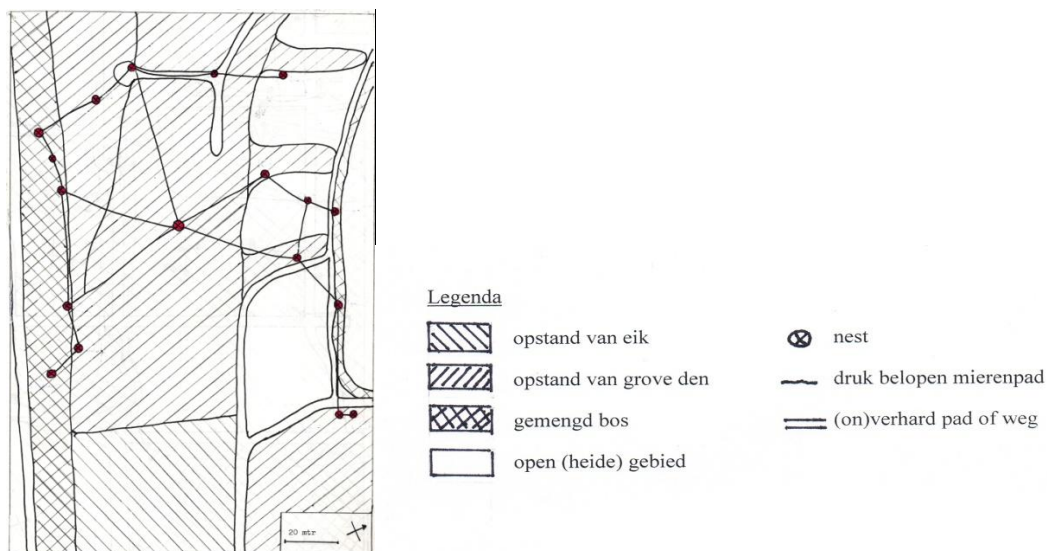 20 mtr
Legenda
opstand van eik
opstand van grove den
gemengd bos
open (heide) gebied
nest
druk belopen mierenpad
(on)verhard pad of weg